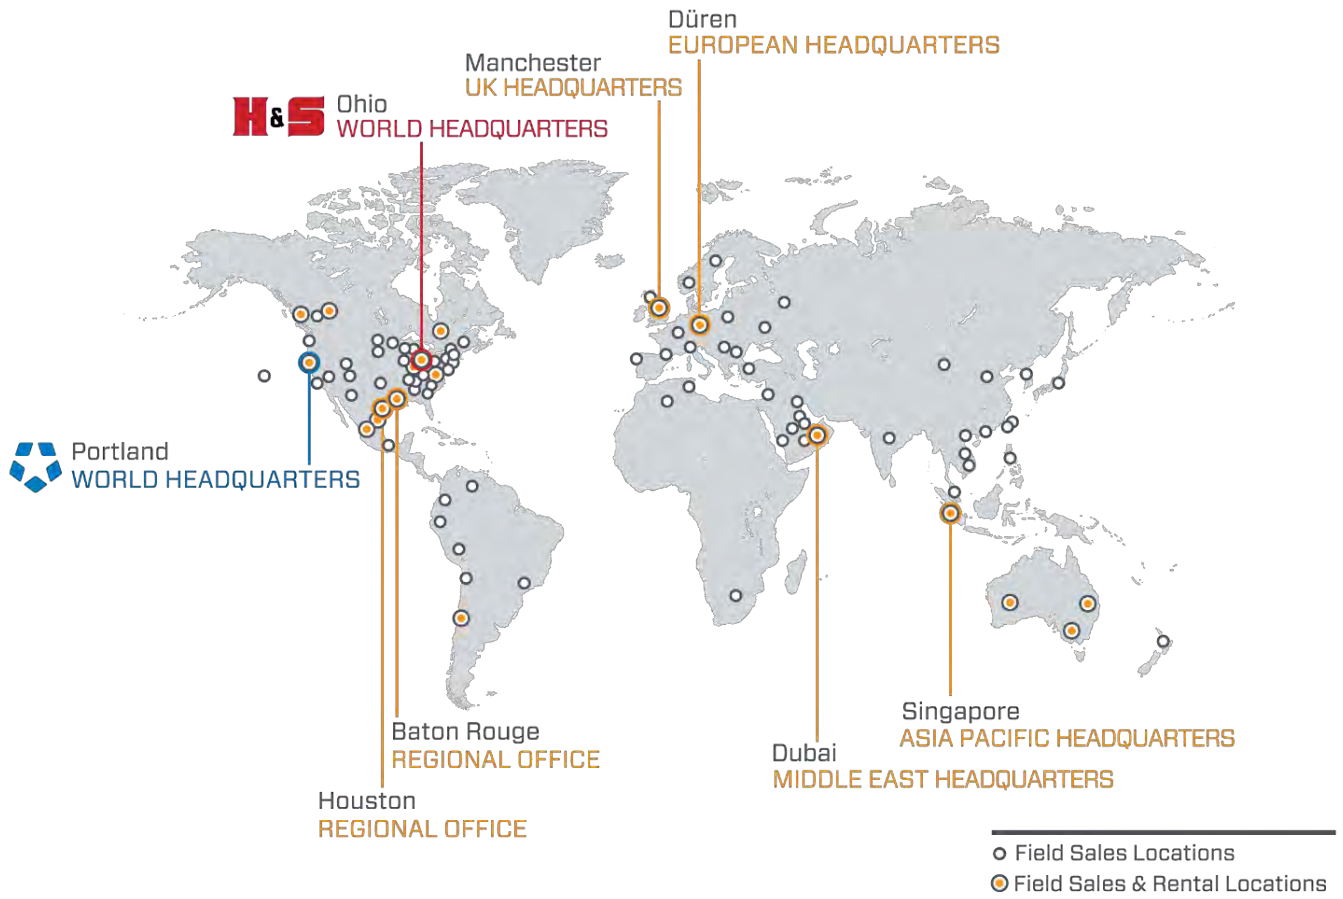 Düren
EUROPEAN HEADQUARTERS
Manchester
UK HEADQUARTERS
H&S
Ohio
WORLD HEADQUARTERS
Portland
WORLD HEADQUARTERS
Baton Rouge
REGIONAL OFFICE
Houston
REGIONAL OFFICE
Singapore
ASIA PACIFIC HEADQUARTERS
Dubai
MIDDLE EAST HEADQUARTERS
Field Sales Locations
Field Sales & Rental Locations